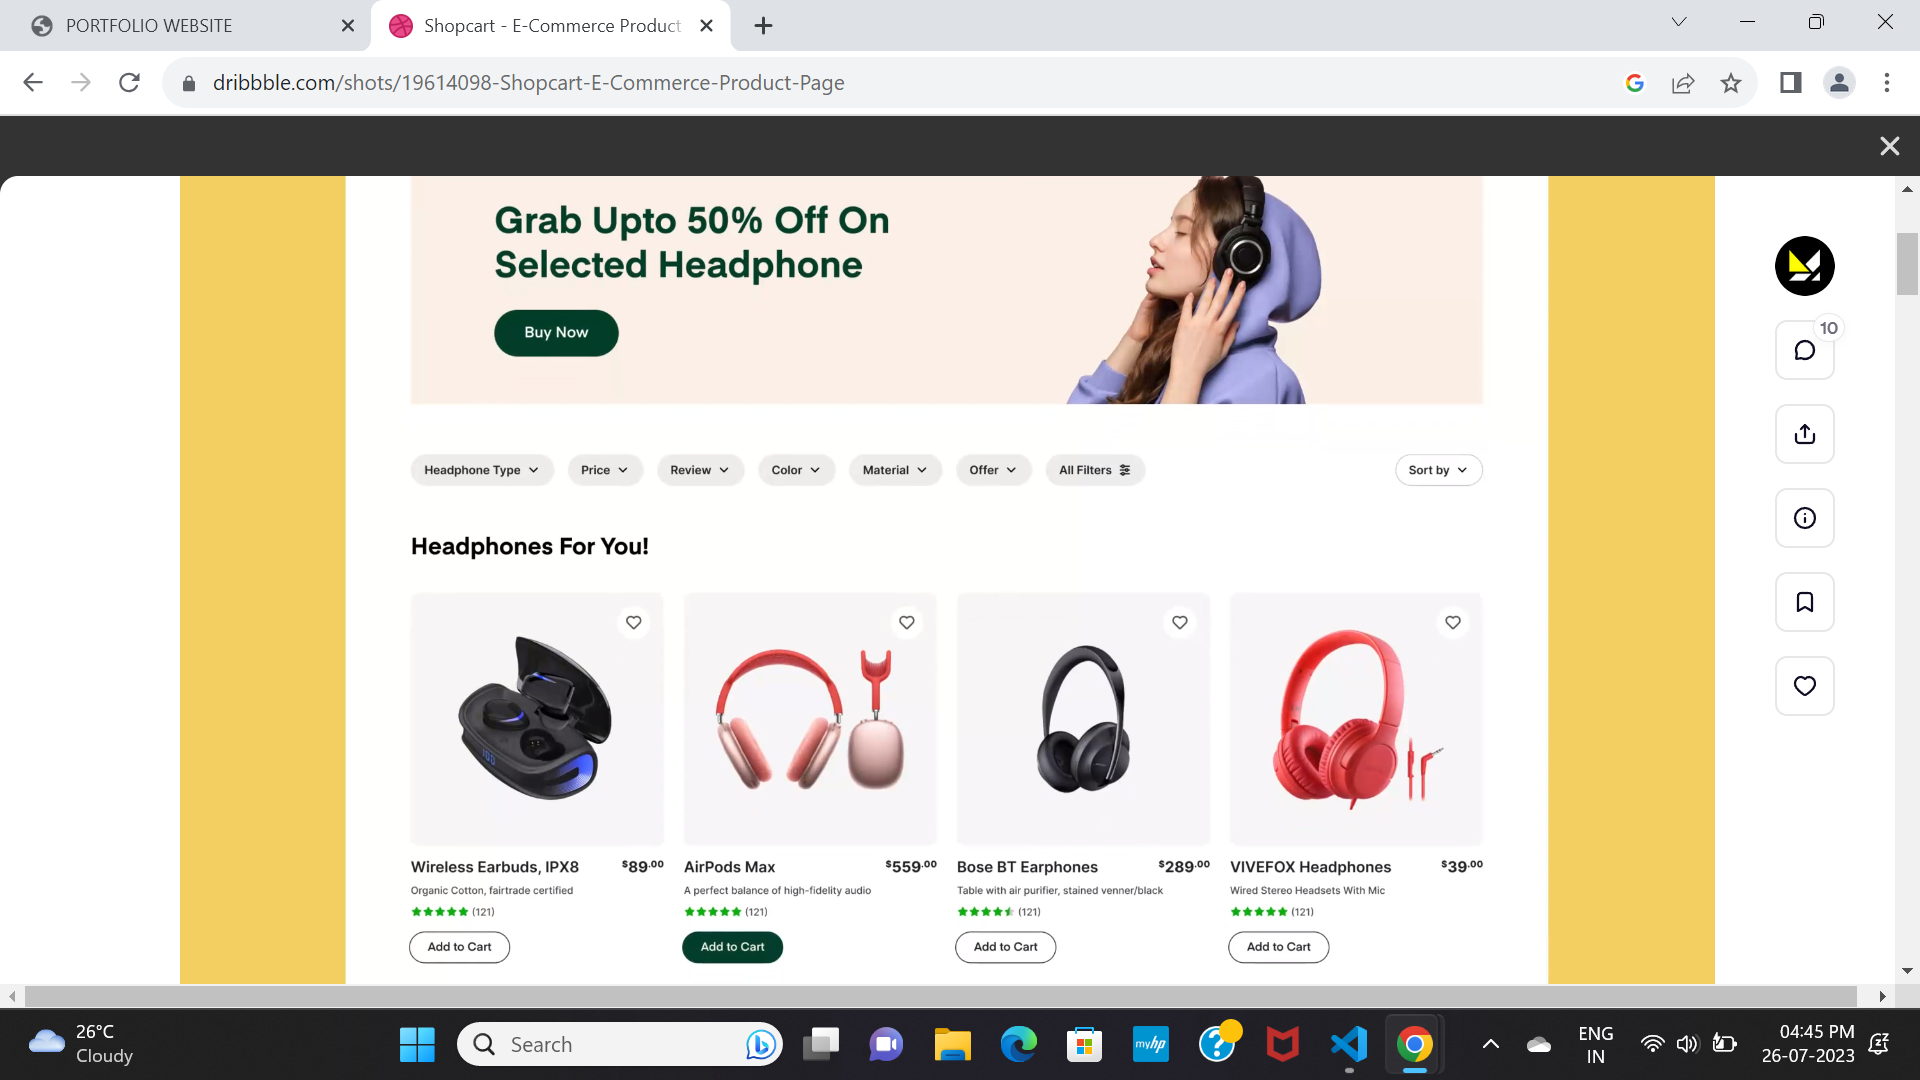 PORTFOLIO WEBSITE
Shopcart - E-Commerce Product
dribbble.com/shots/19614098-Shopcart-E-Commerce-Product-Page
Grab Upto 50% Off On
Selected Headphone
Buy Now
10
Headphone Type
Price
Review
Color
Material
Offer
All Filters
Sort by
Headphones For You!
Wireless Earbuds, IPX8 $89.00
Organic Cotton, fairtrade certified
(121)
Add to Cart
AirPods Max $559.00
A perfect balance of high-fidelity audio
(121)
Add to Cart
Bose BT Earphones $289.00
Table with air purifier, stained venner/black
(121)
Add to Cart
VIVEFOX Headphones $39.00
Wired Stereo Headsets With Mic
(121)
Add to Cart
26°C
Cloudy
Search
myhp
ENG
IN
04:45 PM
26-07-2023